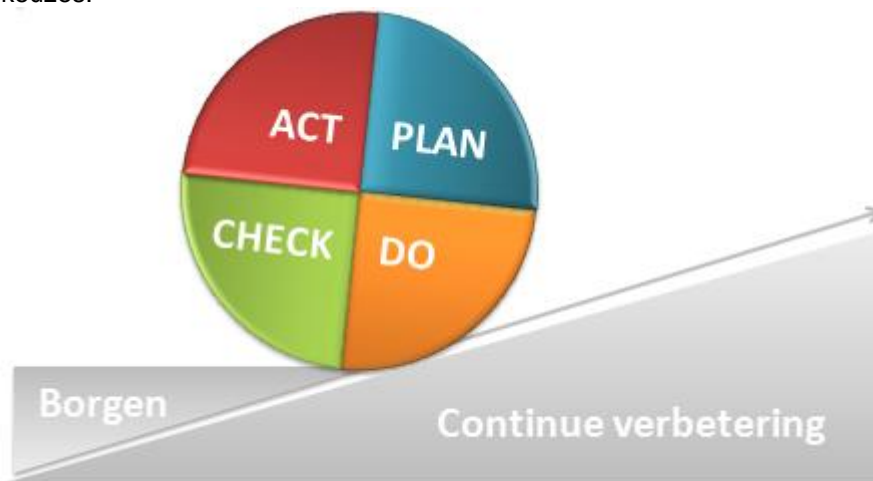 ACT
PLAN
CHECK
DO
Borgen
Continue verbetering